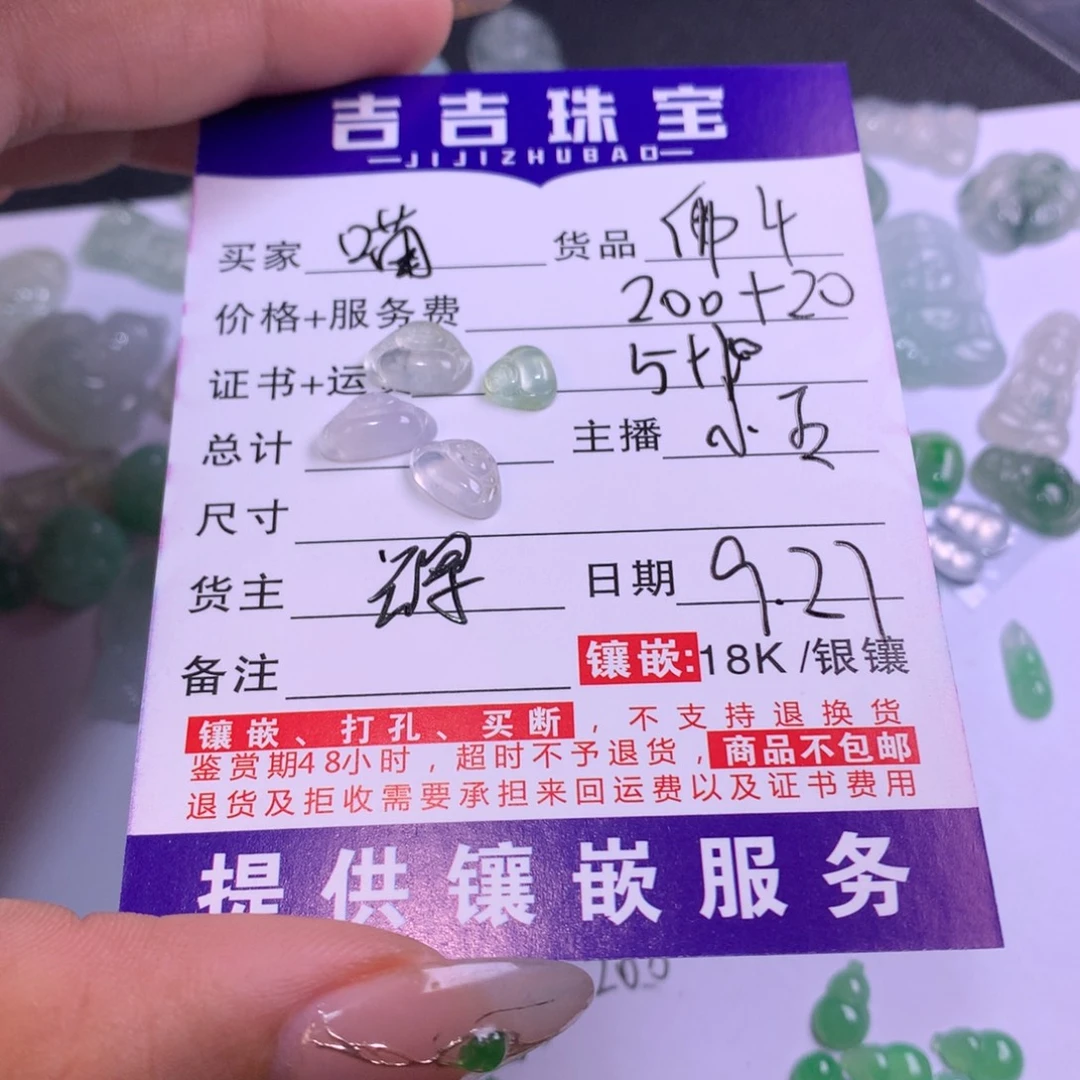 吉吉珠宝
JIJIZHUBAO
买家 喵 货品 佛4
价格+服务费 200+20
证书+运 5+
总计 主播 小五
尺寸
货主 日期 9.27
备注 镶嵌:18K/银镶
镶嵌、打孔、买断,不支持退换货
鉴赏期48小时,超时不予退货,商品不包邮
退货及拒收需要承担来回运费以及证书费用
提供镶嵌服务